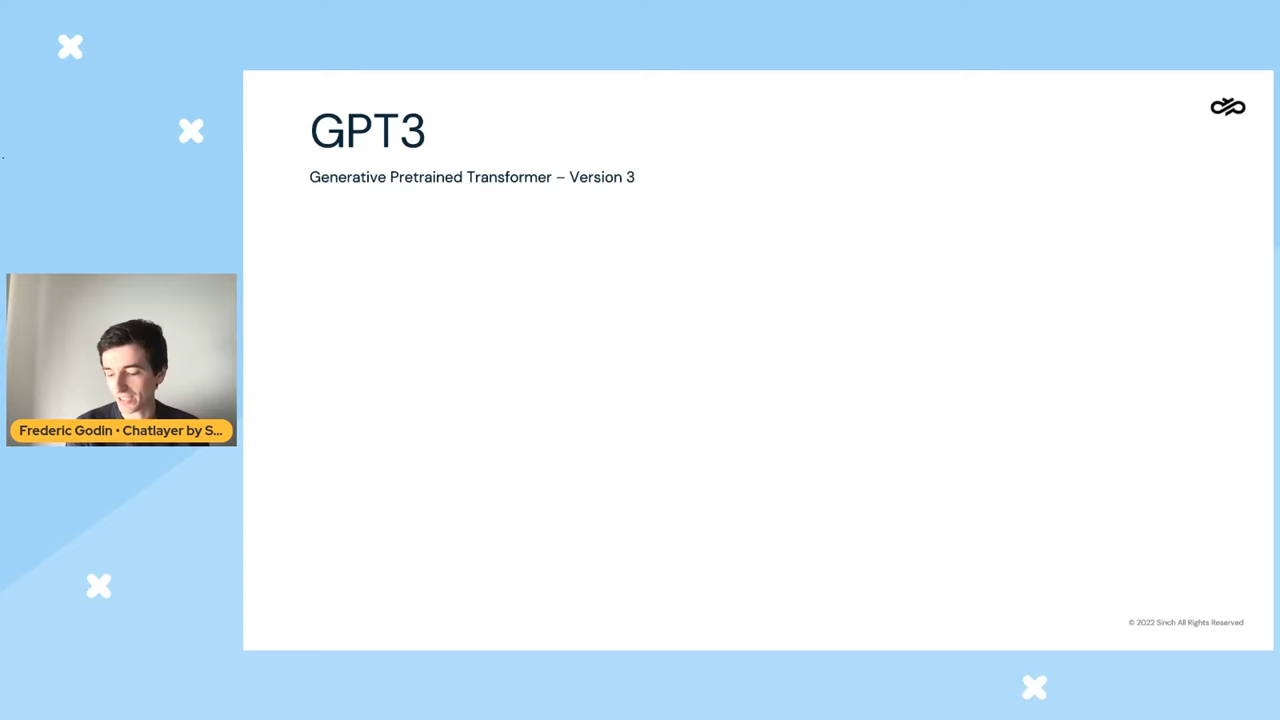 GPT3
Generative Pretrained Transformer – Version 3
Frederic Godin • Chatlayer by S...
© 2022 Sinch All Rights Reserved